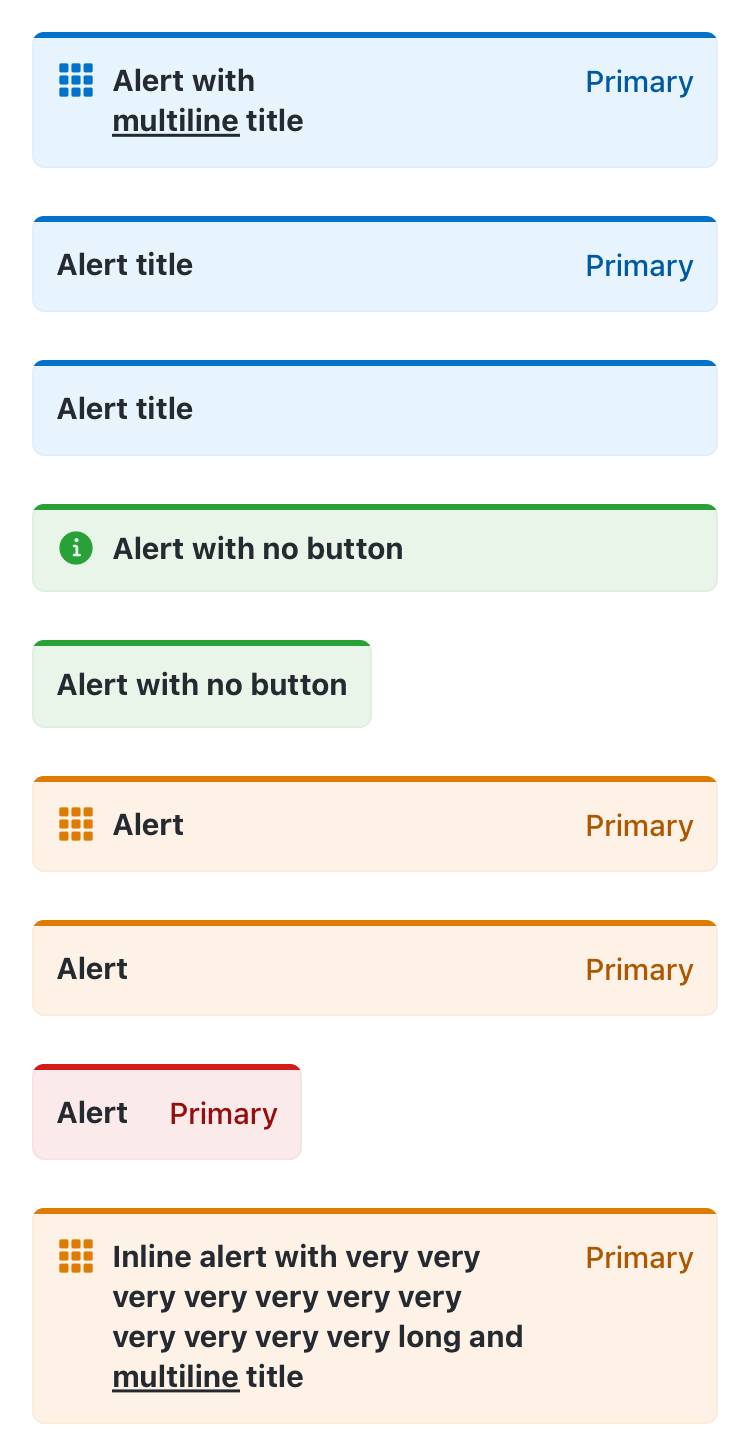 Alert with
multiline title
Primary
Alert title
Primary
Alert title
Alert with no button
Alert with no button
Alert
Primary
Alert
Primary
Alert
Primary
Inline alert with very very
very very very very very
very very very very long and
multiline title
Primary